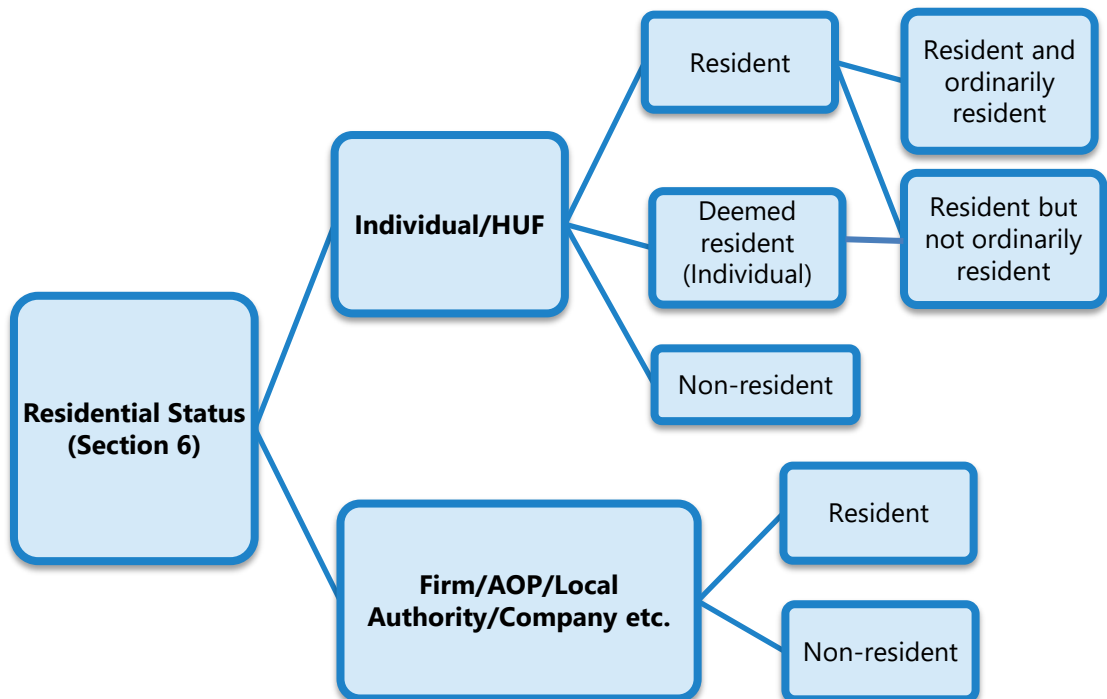 Residential Status
(Section 6)
Individual/HUF
Resident
Resident and
ordinarily
resident
Deemed
resident
(Individual)
Resident but
not ordinarily
resident
Non-resident
Firm/AOP/Local
Authority/Company etc.
Resident
Non-resident